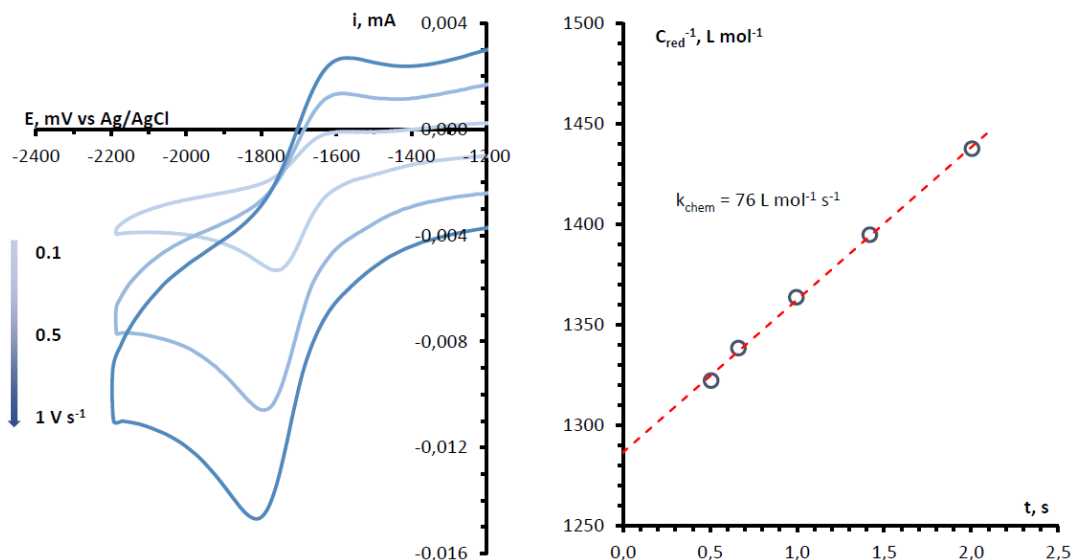 i, mA
0,004
E, mV vs Ag/AgCl
0,000
-2400 -2200 -2000 -1800 -1600 -1400 -1200
-0,004
-0,008
-0,012
-0,016
0.1
0.5
1 V s⁻¹
C_red⁻¹, L mol⁻¹
1500
1450
1400
1350
1300
1250
k_chem = 76 L mol⁻¹ s⁻¹
t, s
0,0 0,5 1,0 1,5 2,0 2,5